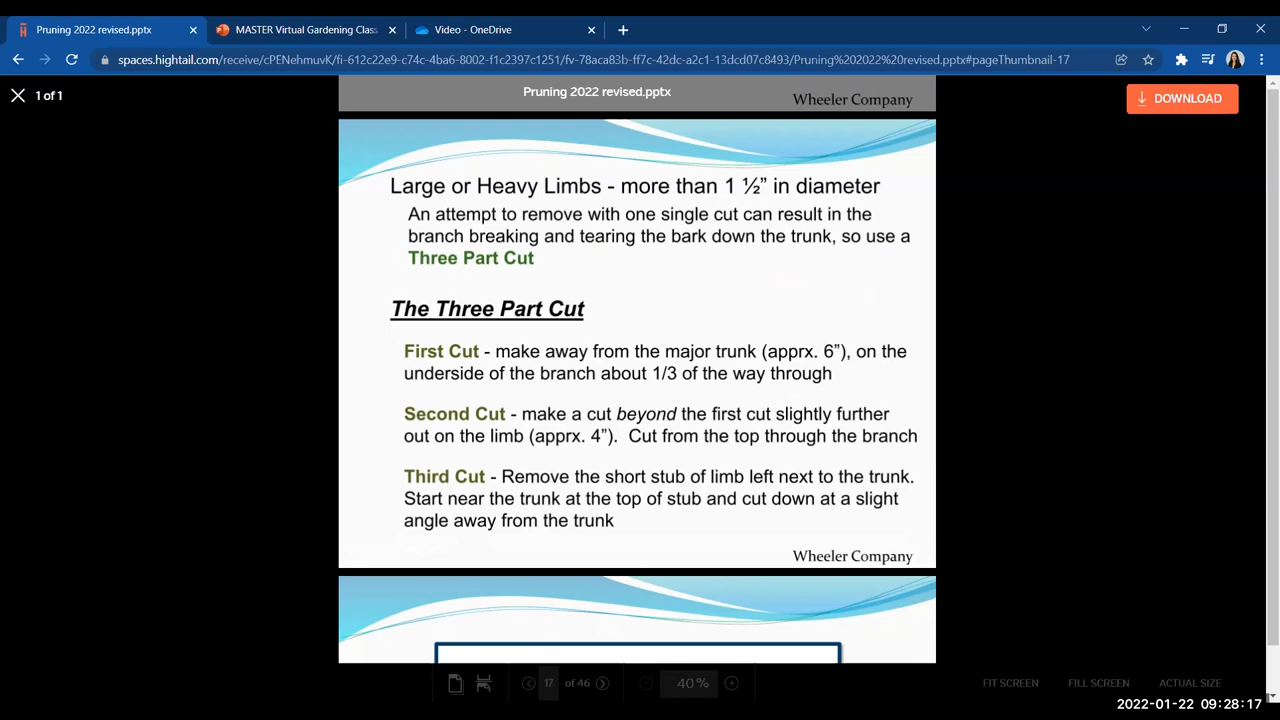 Pruning 2022 revised.pptx
MASTER Virtual Gardening Class
Video - OneDrive
spaces.hightail.com/receive/cPENehmuvK/fi-612c22e9-c74c-4ba6-8002-f1c2397c1251/fv-78aca83b-ff7c-42dc-a2c1-13dcd07c8493/Pruning%202022%20revised.pptx#pageThumbnail-17
1 of 1
Pruning 2022 revised.pptx
Wheeler Company
DOWNLOAD
Large or Heavy Limbs - more than 1 ½” in diameter
An attempt to remove with one single cut can result in the
branch breaking and tearing the bark down the trunk, so use a
Three Part Cut
The Three Part Cut
First Cut - make away from the major trunk (apprx. 6”), on the
underside of the branch about 1/3 of the way through
Second Cut - make a cut beyond the first cut slightly further
out on the limb (apprx. 4”). Cut from the top through the branch
Third Cut - Remove the short stub of limb left next to the trunk.
Start near the trunk at the top of stub and cut down at a slight
angle away from the trunk
Wheeler Company
17 of 46
40%
FIT SCREEN
FILL SCREEN
ACTUAL SIZE
2022-01-22 09:28:17